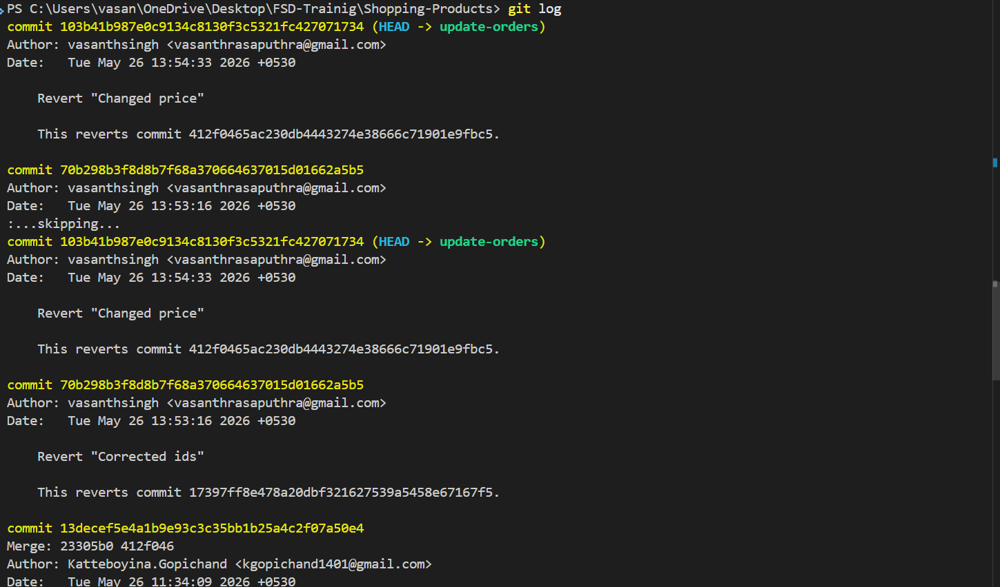 PS C:\Users\vasan\OneDrive\Desktop\FSD-Trainig\Shopping-Products> git log
commit 103b41b987e0c9134c8130f3c5321fc427071734 (HEAD -> update-orders)
Author: vasanthsingh <vasanthrasaputhra@gmail.com>
Date:   Tue May 26 13:54:33 2026 +0530

    Revert "Changed price"

    This reverts commit 412f0465ac230db4443274e38666c71901e9fbc5.

commit 70b298b3f8d8b7f68a370664637015d01662a5b5
Author: vasanthsingh <vasanthrasaputhra@gmail.com>
Date:   Tue May 26 13:53:16 2026 +0530
:...skipping...
commit 103b41b987e0c9134c8130f3c5321fc427071734 (HEAD -> update-orders)
Author: vasanthsingh <vasanthrasaputhra@gmail.com>
Date:   Tue May 26 13:54:33 2026 +0530

    Revert "Changed price"

    This reverts commit 412f0465ac230db4443274e38666c71901e9fbc5.

commit 70b298b3f8d8b7f68a370664637015d01662a5b5
Author: vasanthsingh <vasanthrasaputhra@gmail.com>
Date:   Tue May 26 13:53:16 2026 +0530

    Revert "Corrected ids"

    This reverts commit 17397ff8e478a20dbf321627539a5458e67167f5.

commit 13decef5e4a1b9e93c3c35bb1b25a4c2f07a50e4
Merge: 23305b0 412f046
Author: Katteboyina.Gopichand <kgopichand1401@gmail.com>
Date:   Tue May 26 11:34:09 2026 +0530